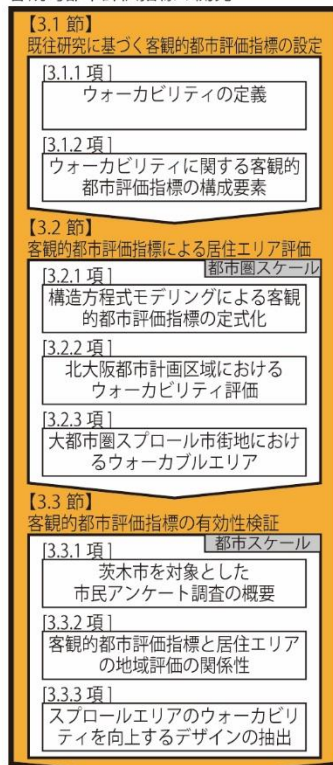 【3.1 節】
既往研究に基づく客観的都市評価指標の設定
[3.1.1 項]
ウォーカビリティの定義
[3.1.2 項]
ウォーカビリティに関する客観的
都市評価指標の構成要素
【3.2 節】
客観的都市評価指標による居住エリア評価
都市圏スケール
[3.2.1 項]
構造方程式モデリングによる客観
的都市評価指標の定式化
[3.2.2 項]
北大阪都市計画区域における
ウォーカビリティ評価
[3.2.3 項]
大都市圏スプロール市街地におけ
るウォーカブルエリア
【3.3 節】
客観的都市評価指標の有効性検証
都市スケール
[3.3.1 項]
茨木市を対象とした
市民アンケート調査の概要
[3.3.2 項]
客観的都市評価指標と居住エリア
の地域評価の関係性
[3.3.3 項]
スプロールエリアのウォーカビリ
ティを向上するデザインの抽出